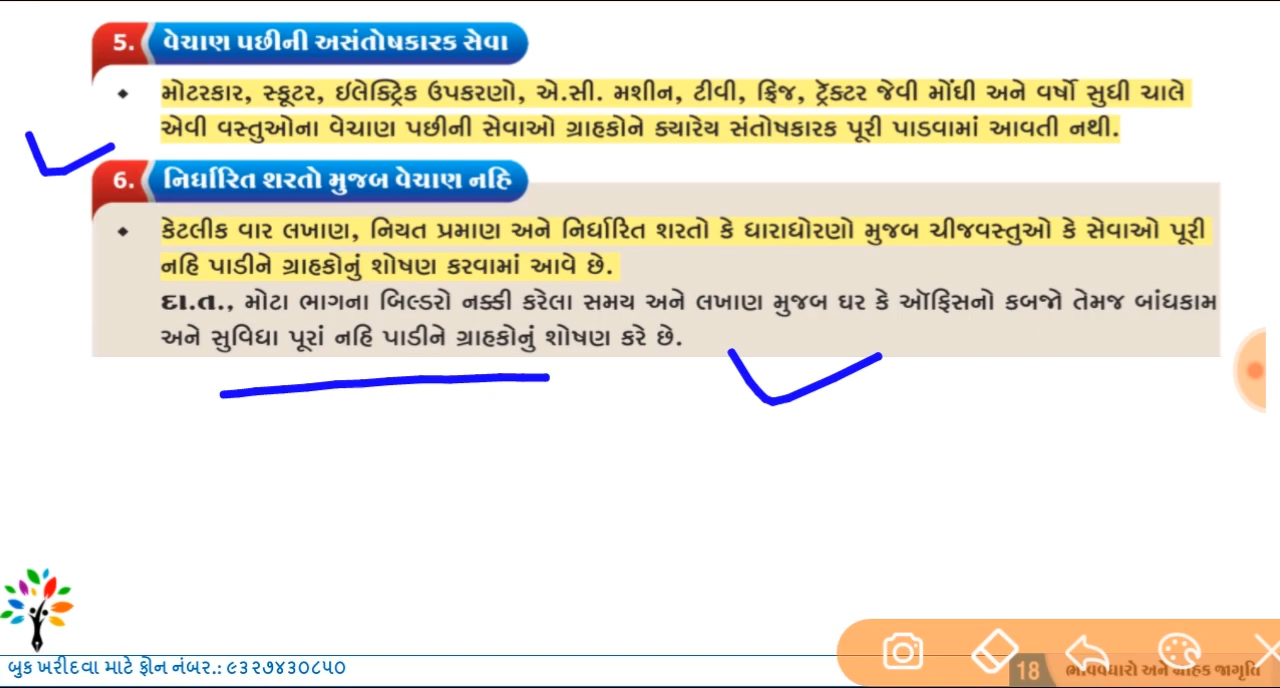 5. વેચાણ પછીની અસંતોષકારક સેવા
◆ મોટરકાર, સ્કૂટર, ઈલેક્ટ્રિક ઉપકરણો, એ.સી. મશીન, ટીવી, ફ્રિજ, ટ્રૅક્ટર જેવી મોંઘી અને વર્ષો સુધી ચાલે
એવી વસ્તુઓના વેચાણ પછીની સેવાઓ ગ્રાહકોને ક્યારેય સંતોષકારક પૂરી પાડવામાં આવતી નથી.
6. નિર્ધારિત શરતો મુજબ વેચાણ નહિ
◆ કેટલીક વાર લખાણ, નિયત પ્રમાણ અને નિર્ધારિત શરતો કે ધારાધોરણો મુજબ ચીજવસ્તુઓ કે સેવાઓ પૂરી
નહિ પાડીને ગ્રાહકોનું શોષણ કરવામાં આવે છે.
દા.ત., મોટા ભાગના બિલ્ડરો નક્કી કરેલા સમય અને લખાણ મુજબ ઘર કે ઑફિસનો કબજો તેમજ બાંધકામ
અને સુવિધા પૂરાં નહિ પાડીને ગ્રાહકોનું શોષણ કરે છે.
બુક ખરીદવા માટે ફોન નંબર.: ૯૩૨૭૪૩૦૮૫૦
18 અને જાગૃતિ